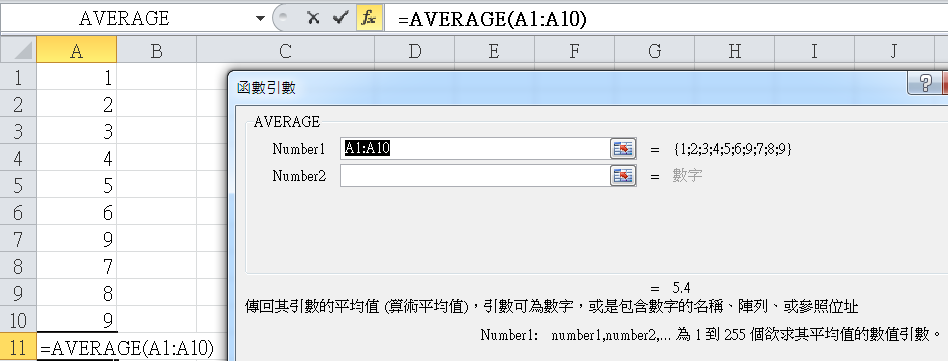 AVERAGE =AVERAGE(A1:A10)
A B C D E F G H I J
1 1
函數引數
2 2
3 3
AVERAGE
4 4
Number1 A1:A10 = {1;2;3;4;5;6;9;7;8;9}
5 5
Number2 = 數字
6 6
7 9
8 7
9 8
= 5.4
傳回其引數的平均值 (算術平均值)，引數可為數字，或是包含數字的名稱、陣列、或參照位址
10 9
Number1: number1,number2,... 為 1 到 255 個欲求其平均值的數值引數。
11 =AVERAGE(A1:A10)